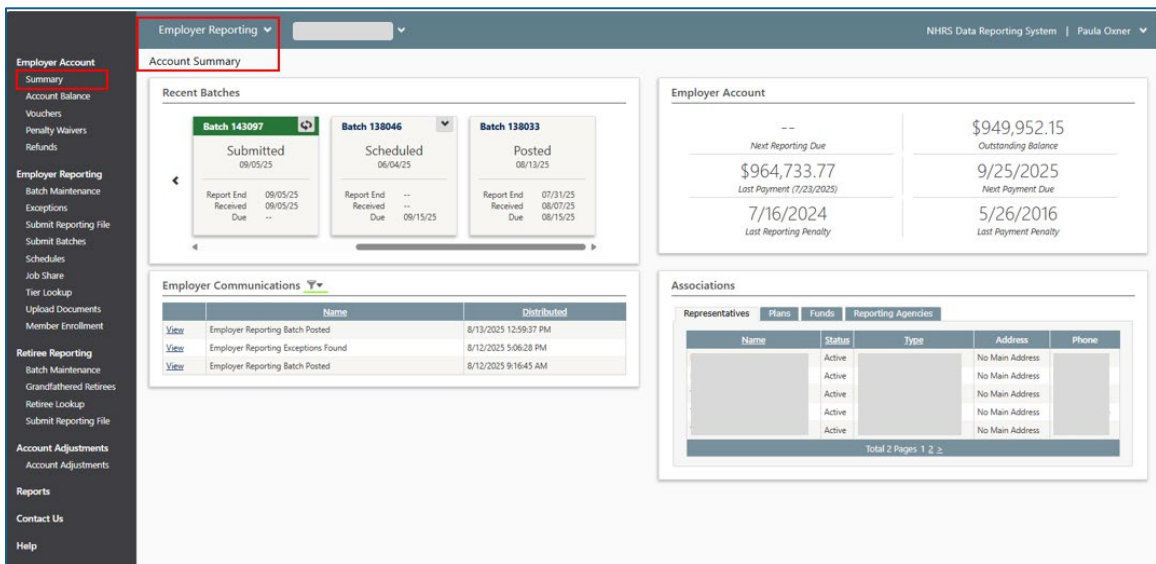 Employer Reporting
NHRS Data Reporting System | Paula Oxner
Account Summary
Employer Account
Summary
Account Balance
Vouchers
Penalty Waivers
Refunds
Employer Reporting
Batch Maintenance
Exceptions
Submit Reporting File
Submit Batches
Schedules
Job Share
Tier Lookup
Upload Documents
Member Enrollment
Retiree Reporting
Batch Maintenance
Grandfathered Retirees
Retiree Lookup
Submit Reporting File
Account Adjustments
Account Adjustments
Reports
Contact Us
Help
Recent Batches
Batch 143097
Submitted
09/05/25
Report End 09/05/25
Received 09/05/25
Due --
Batch 138046
Scheduled
06/04/25
Report End --
Received --
Due 09/15/25
Batch 138033
Posted
08/13/25
Report End 07/31/25
Received 08/07/25
Due 08/15/25
Employer Communications
Name Distributed
View Employer Reporting Batch Posted 8/13/2025 12:59:37 PM
View Employer Reporting Exceptions Found 8/12/2025 5:06:28 PM
View Employer Reporting Batch Posted 8/12/2025 9:16:45 AM
Employer Account
--
Next Reporting Due
$949,952.15
Outstanding Balance
$964,733.77
Last Payment (7/23/2025)
9/25/2025
Next Payment Due
7/16/2024
Last Reporting Penalty
5/26/2016
Last Payment Penalty
Associations
Representatives Plans Funds Reporting Agencies
Name Status Type Address Phone
Active No Main Address
Active No Main Address
Active No Main Address
Active No Main Address
Active No Main Address
Total 2 Pages 1 2 >